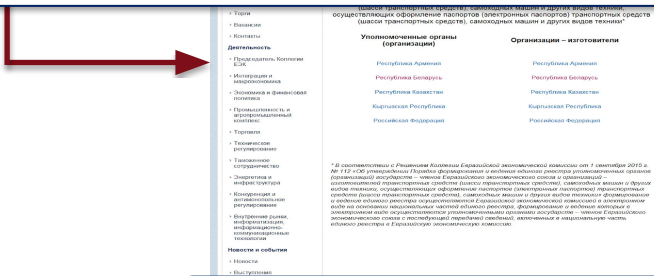 (шасси транспортных средств), самоходных машин и других видов техники,
осуществляющих оформление паспортов (электронных паспортов) транспортных средств
(шасси транспортных средств), самоходных машин и других видов техники*
Торги
Вакансии
Контакты
Деятельность
Председатель Коллегии
ЕЭК
Интеграция и
макроэкономика
Экономика и финансовая
политика
Промышленность и
агропромышленный
комплекс
Торговля
Техническое
регулирование
Таможенное
сотрудничество
Энергетика и
инфраструктура
Конкуренция и
антимонопольное
регулирование
Внутренние рынки,
информатизация,
информационно-
коммуникационные
технологии
Новости и события
Новости
Выступления
Уполномоченные органы
(организации)
Республика Армения
Республика Беларусь
Республика Казахстан
Кыргызская Республика
Российская Федерация
Организации – изготовители
Республика Армения
Республика Беларусь
Республика Казахстан
Кыргызская Республика
Российская Федерация
* В соответствии с Решением Коллегии Евразийской экономической комиссии от 1 сентября 2015 г.
№ 112 «Об утверждении Порядка формирования и ведения единого реестра уполномоченных органов
(организаций) государств – членов Евразийского экономического союза и организаций –
изготовителей транспортных средств (шасси транспортных средств), самоходных машин и других
видов техники, осуществляющих оформление паспортов (электронных паспортов) транспортных
средств (шасси транспортных средств), самоходных машин и других видов техники» формирование
и ведение единого реестра осуществляются Евразийской экономической комиссией в электронном
виде на основании национальных частей единого реестра, формирование и ведение которых в
электронном виде осуществляются уполномоченными органами государств – членов Евразийского
экономического союза с последующей передачей сведений, включенных в национальную часть
единого реестра в Евразийскую экономическую комиссию